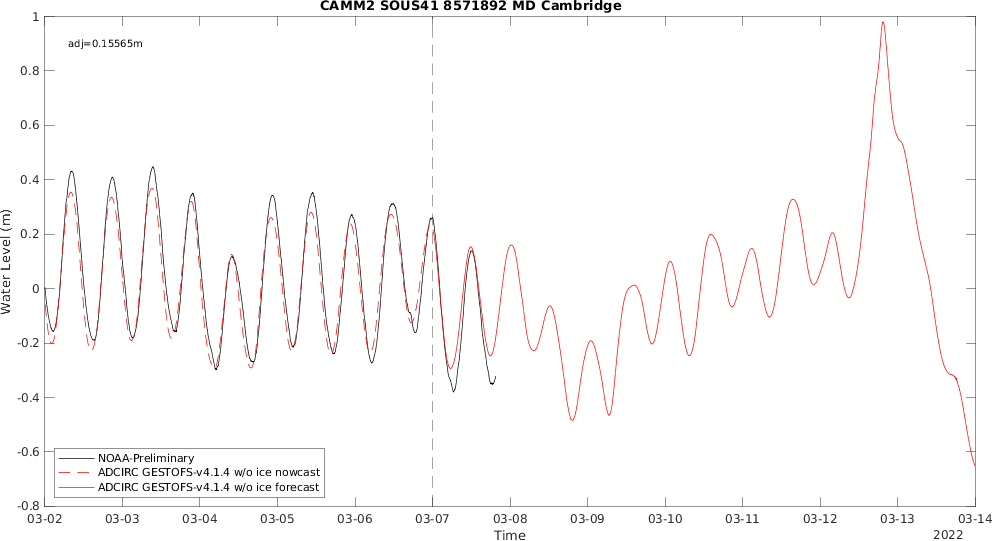 CAMM2 SOUS41 8571892 MD Cambridge
adj=0.15565m
1
0.8
0.6
0.4
0.2
0
-0.2
-0.4
-0.6
-0.8
Water Level (m)
NOAA-Preliminary
ADCIRC GESTOFS-v4.1.4 w/o ice nowcast
ADCIRC GESTOFS-v4.1.4 w/o ice forecast
03-02 03-03 03-04 03-05 03-06 03-07 03-08 03-09 03-10 03-11 03-12 03-13 03-14
Time
2022